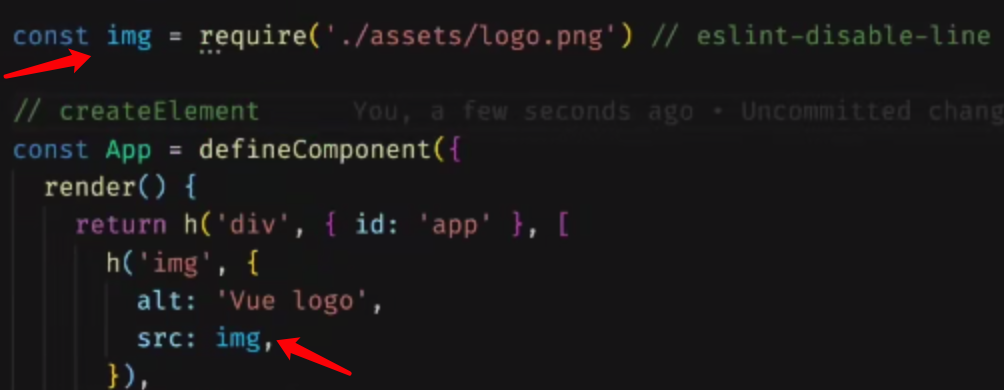 const img = require('./assets/logo.png') // eslint-disable-line
// createElement You, a few seconds ago • Uncommitted chang
const App = defineComponent({
render() {
return h('div', { id: 'app' }, [
h('img', {
alt: 'Vue logo',
src: img,
}),